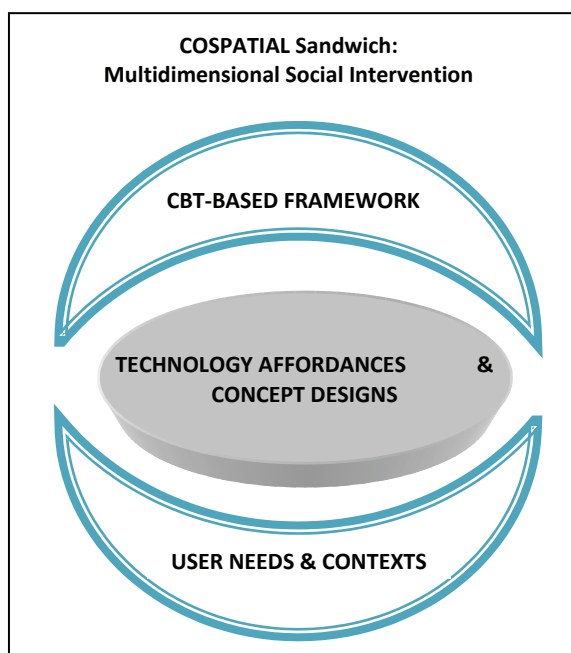 COSPATIAL Sandwich:
Multidimensional Social Intervention
CBT-BASED FRAMEWORK
TECHNOLOGY AFFORDANCES &
CONCEPT DESIGNS
USER NEEDS & CONTEXTS